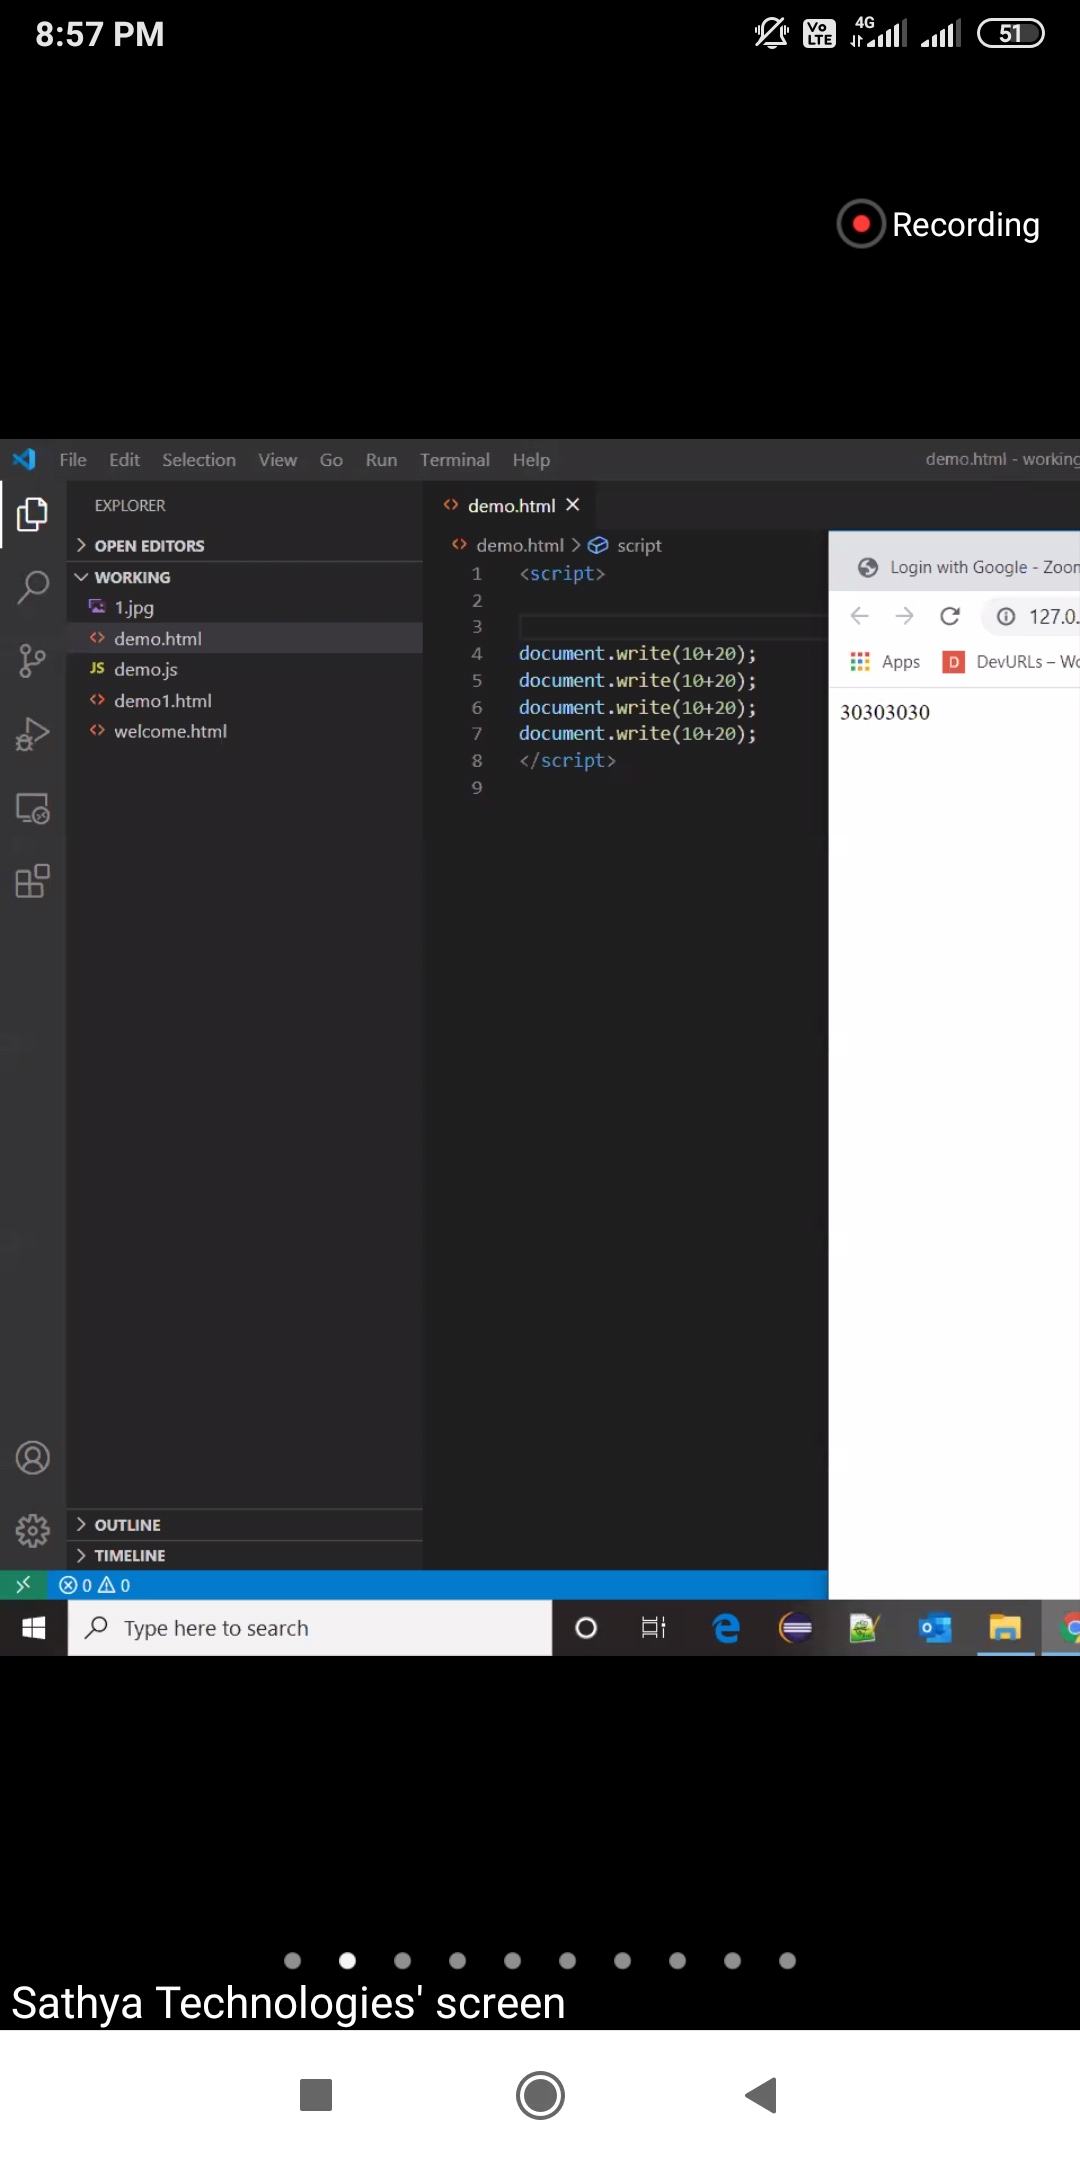 8:57 PM
Vo LTE 4G 51
Recording
File Edit Selection View Go Run Terminal Help demo.html - working
EXPLORER
OPEN EDITORS
WORKING
1.jpg
demo.html
JS demo.js
demo1.html
welcome.html
OUTLINE
TIMELINE
demo.html
demo.html > script
1 <script>
2
3
4 document.write(10+20);
5 document.write(10+20);
6 document.write(10+20);
7 document.write(10+20);
8 </script>
9
Login with Google - Zoom
127.0.
Apps D DevURLs – Wo
30303030
0 0
Type here to search
Sathya Technologies' screen